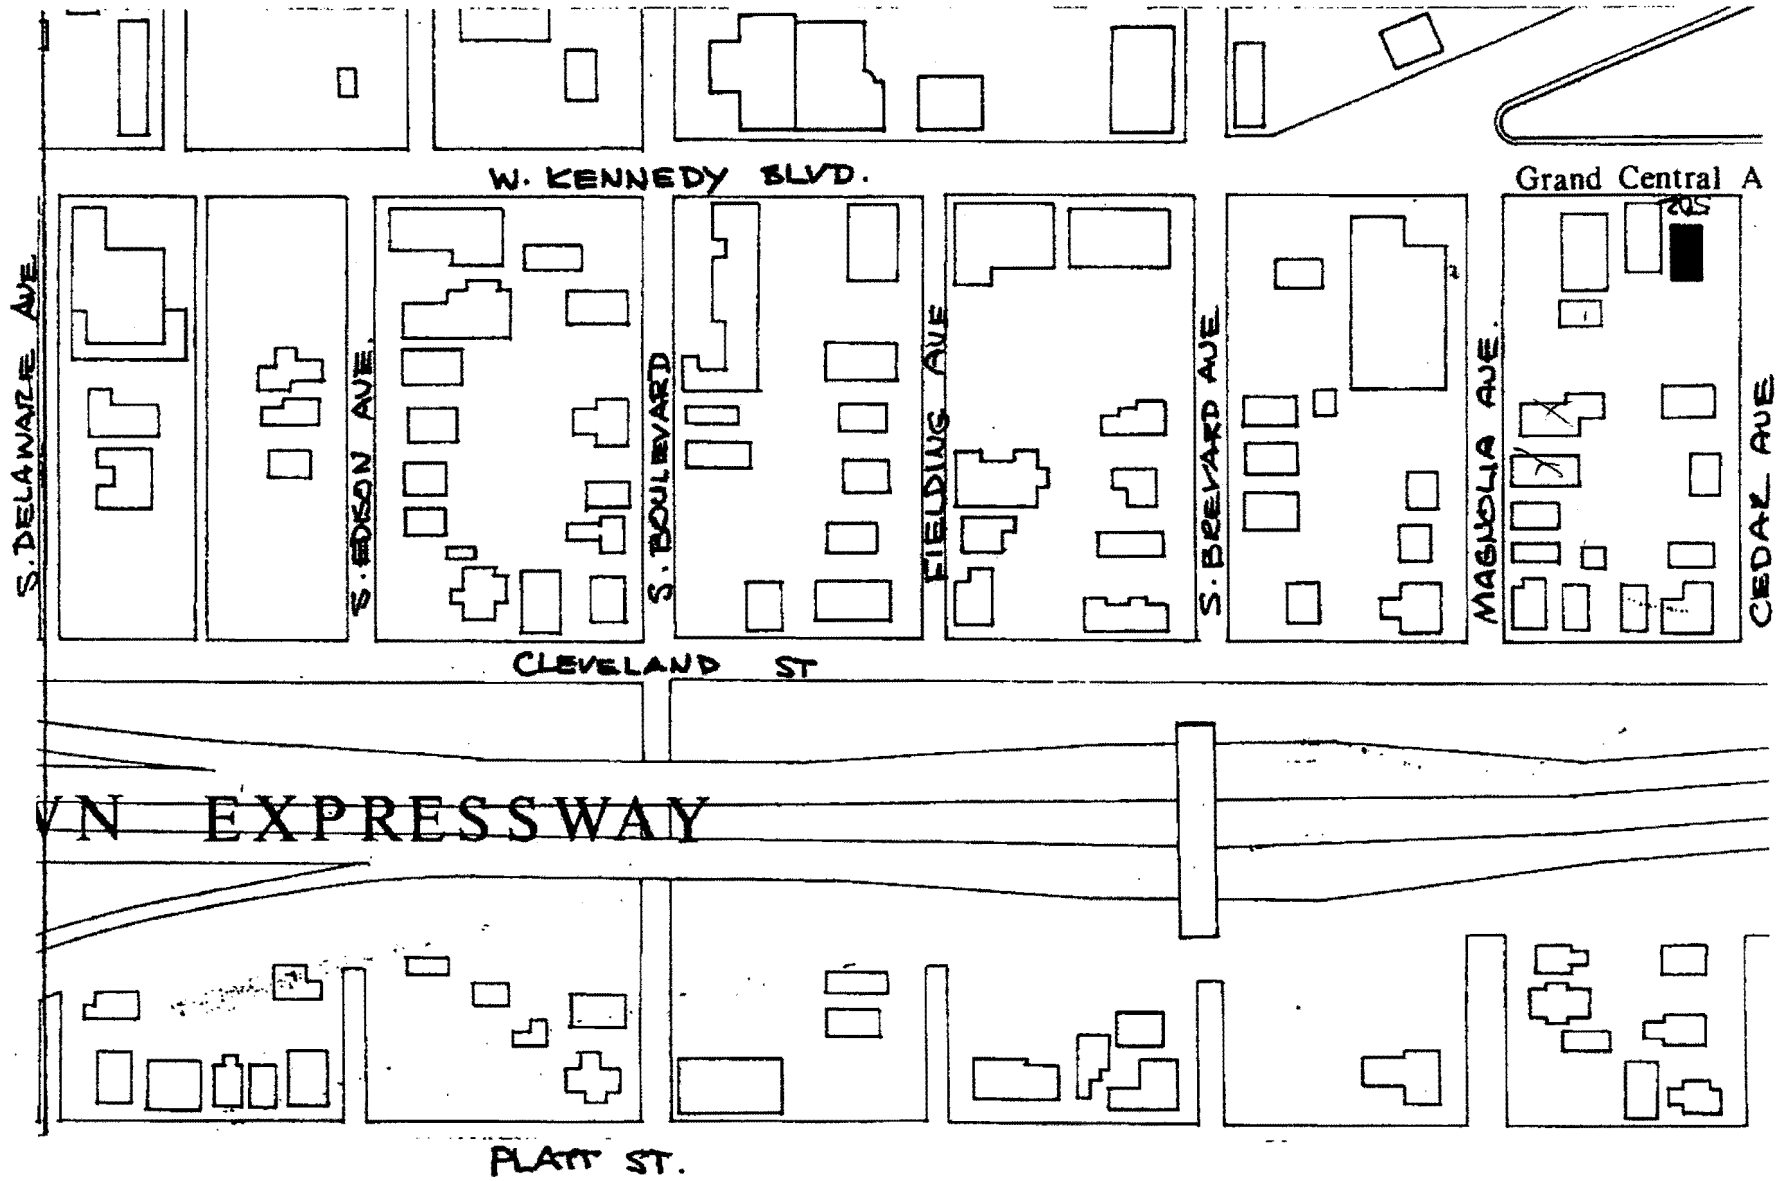 W. KENNEDY BLVD.
Grand Central A
205
S. DELAWARE AVE
S. EDISON AVE.
S. BOULEVARD
FIELDING AVE
S. BREVARD AVE
MAGNOLIA AVE.
CEDAR AVE
CLEVELAND ST
WN EXPRESSWAY
PLATT ST.